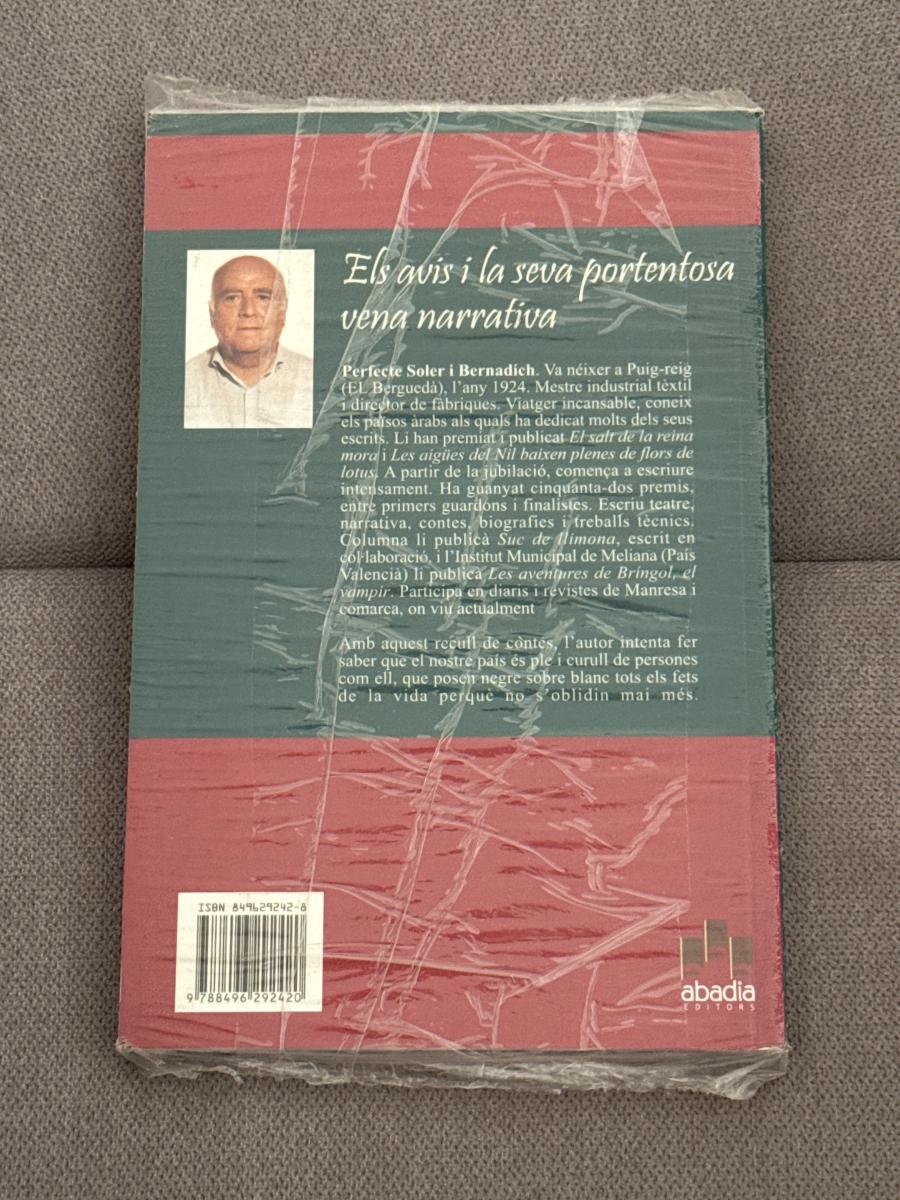 Els avis i la seva portentosa
vena narrativa
Perfecte Soler i Bernadich. Va néixer a Puig-reig
(EL Berguedà), l'any 1924. Mestre industrial tèxtil
i director de fàbriques. Viatger incansable, coneix
els països àrabs als quals ha dedicat molts dels seus
escrits. Li han premiat i publicat El salt de la reina
mora i Les aigües del Nil baixen plenes de flors de
lotus. A partir de la jubilació, comença a escriure
intensament. Ha guanyat cinquanta-dos premis,
entre primers guardons i finalistes. Escriu teatre,
narrativa, contes, biografies i treballs tècnics.
Columna li publicà Suc de llimona, escrit en
col·laboració, i l'Institut Municipal de Meliana (País
Valencià) li publicà Les aventures de Bríngol, el
vampir. Participa en diaris i revistes de Manresa i
comarca, on viu actualment
Amb aquest recull de còntes, l'autor intenta fer
saber que el nostre país és ple i curull de persones
com ell, que posen negre sobre blanc tots els fets
de la vida perquè no s'oblidin mai més.
ISBN 849629242-8
9 788496 292420
abadia
EDITORS